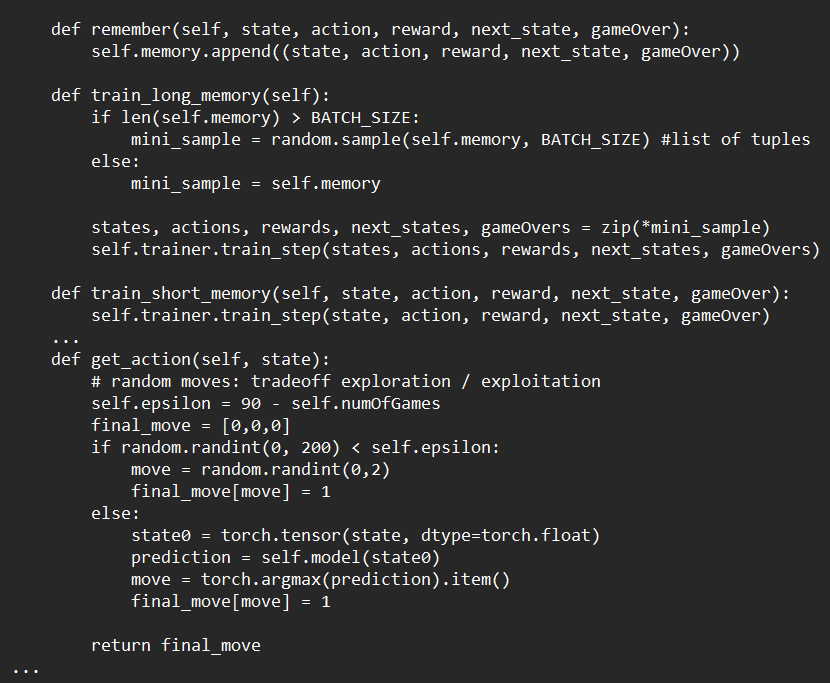 def remember(self, state, action, reward, next_state, gameOver):
        self.memory.append((state, action, reward, next_state, gameOver))

    def train_long_memory(self):
        if len(self.memory) > BATCH_SIZE:
            mini_sample = random.sample(self.memory, BATCH_SIZE) #list of tuples
        else:
            mini_sample = self.memory

        states, actions, rewards, next_states, gameOvers = zip(*mini_sample)
        self.trainer.train_step(states, actions, rewards, next_states, gameOvers)

    def train_short_memory(self, state, action, reward, next_state, gameOver):
        self.trainer.train_step(state, action, reward, next_state, gameOver)
    ...
    def get_action(self, state):
        # random moves: tradeoff exploration / exploitation
        self.epsilon = 90 - self.numOfGames
        final_move = [0,0,0]
        if random.randint(0, 200) < self.epsilon:
            move = random.randint(0,2)
            final_move[move] = 1
        else:
            state0 = torch.tensor(state, dtype=torch.float)
            prediction = self.model(state0)
            move = torch.argmax(prediction).item()
            final_move[move] = 1

        return final_move
...